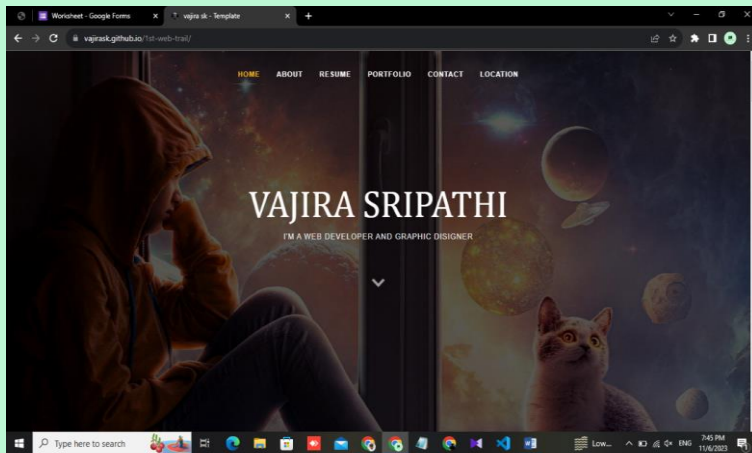 Worksheet - Google Forms
vajira sk - Template
vajirask.github.io/1st-web-trail/
HOME ABOUT RESUME PORTFOLIO CONTACT LOCATION
VAJIRA SRIPATHI
I'M A WEB DEVELOPER AND GRAPHIC DISIGNER
Type here to search
Low...
ENG
7:45 PM
11/6/2023